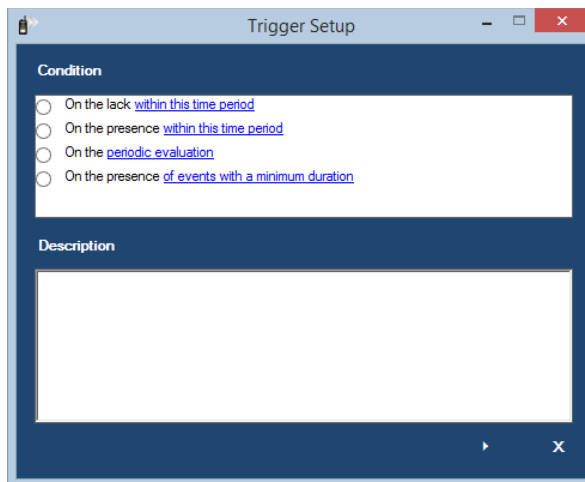 Trigger Setup
Condition
On the lack within this time period
On the presence within this time period
On the periodic evaluation
On the presence of events with a minimum duration
Description
X